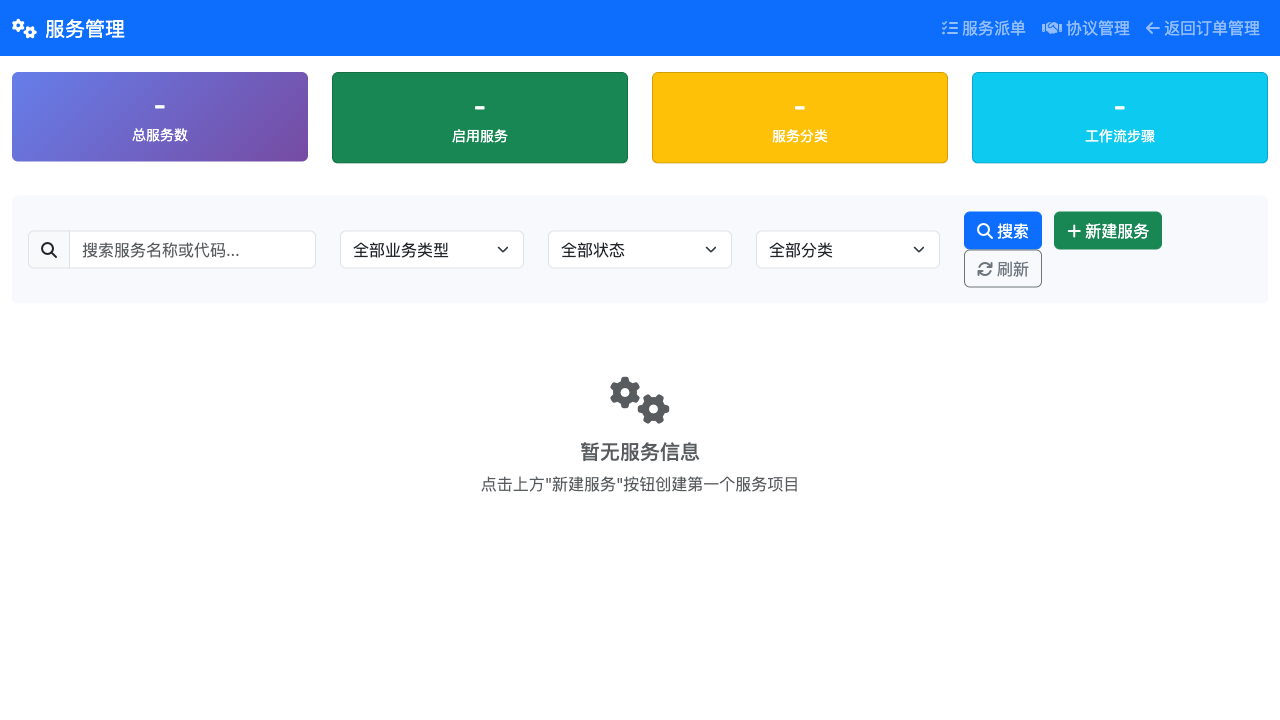 服务管理
服务派单
协议管理
返回订单管理
-
总服务数
-
启用服务
-
服务分类
-
工作流步骤
搜索服务名称或代码...
全部业务类型
全部状态
全部分类
搜索
新建服务
刷新
暂无服务信息
点击上方"新建服务"按钮创建第一个服务项目